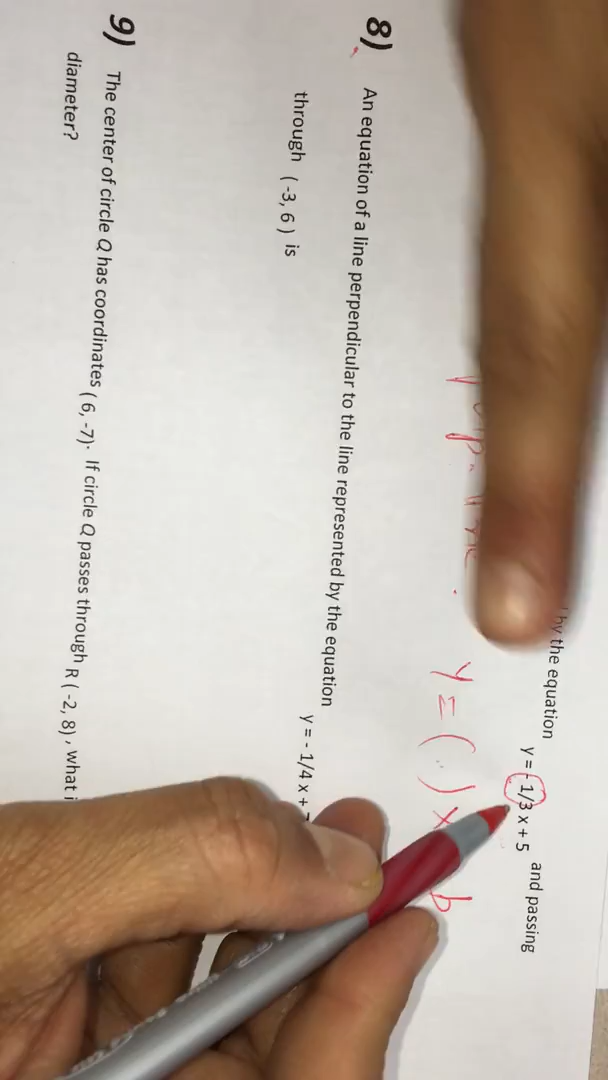 by the equation y = - 1/3 x + 5 and passing
y = ( ) x b
8) An equation of a line perpendicular to the line represented by the equation y = - 1/4 x +
through ( -3, 6 ) is
9) The center of circle Q has coordinates ( 6, -7). If circle Q passes through R ( -2, 8) , what i
diameter?